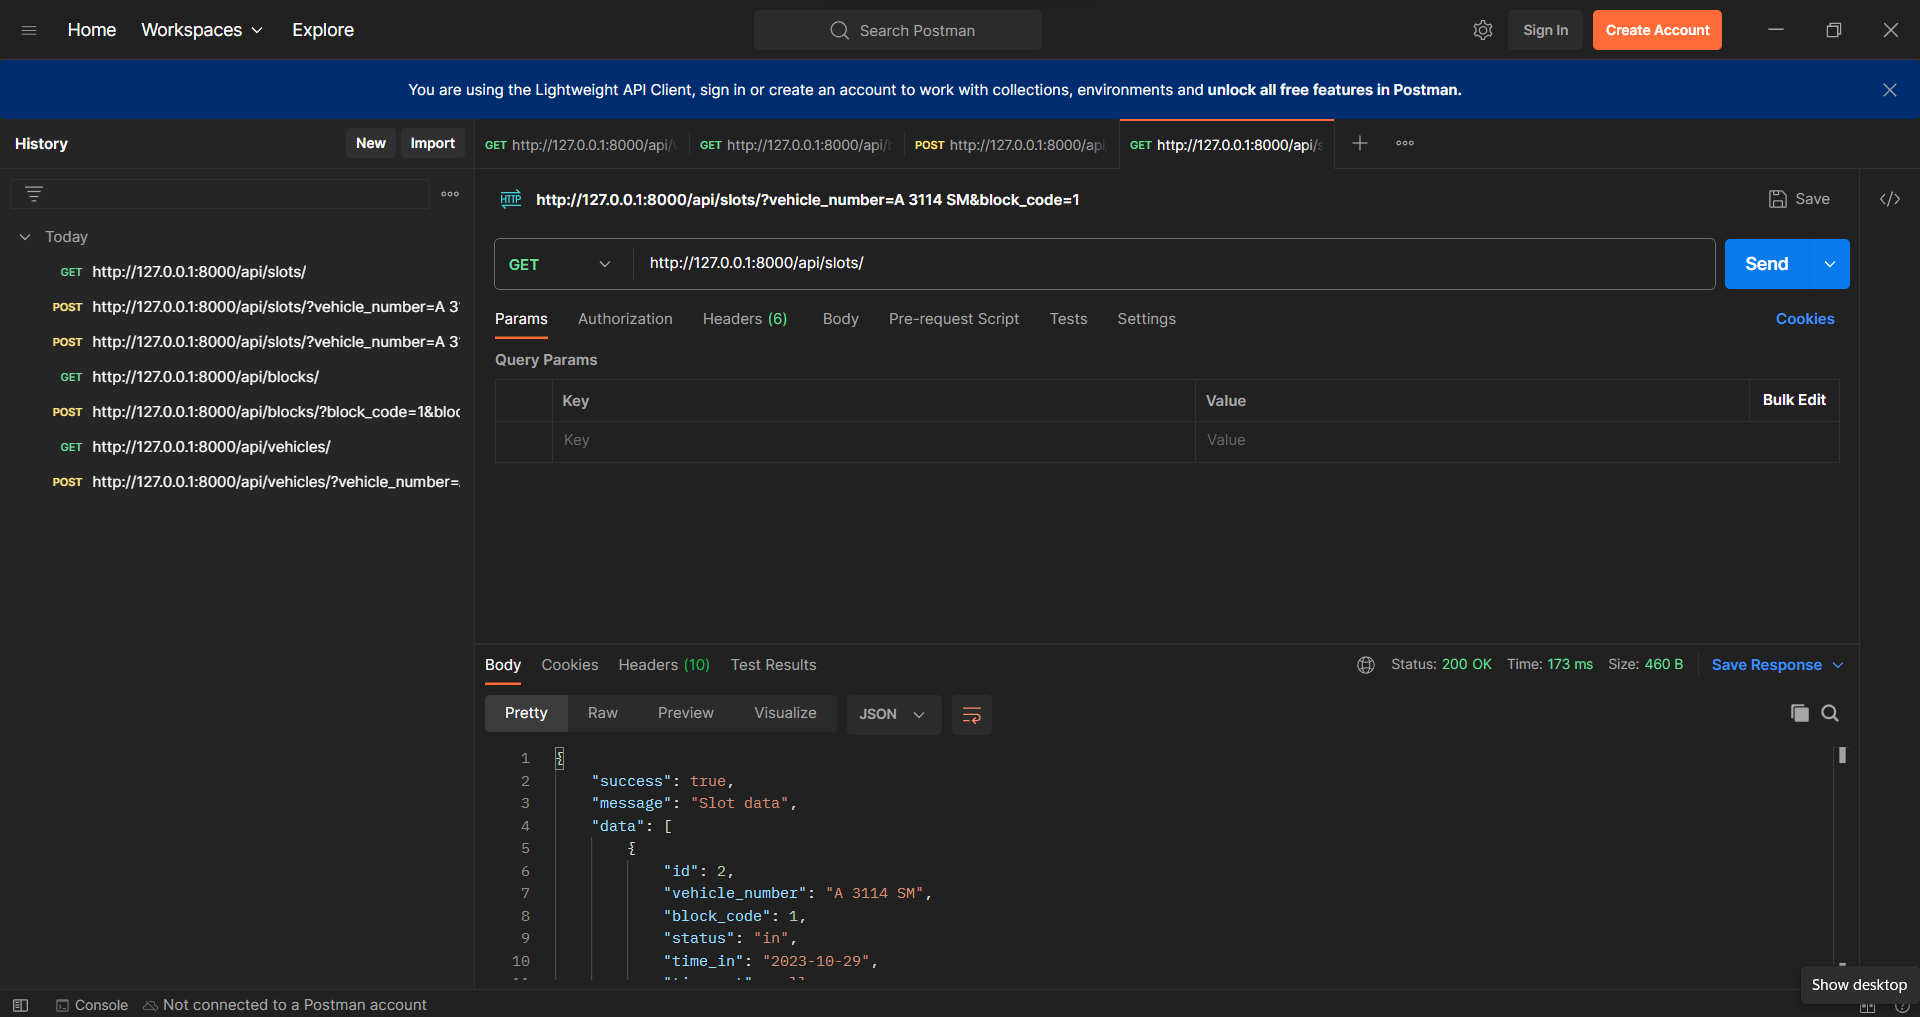 Home
Workspaces
Explore
Search Postman
Sign In
Create Account
You are using the Lightweight API Client, sign in or create an account to work with collections, environments and unlock all free features in Postman.
History
New
Import
GET http://127.0.0.1:8000/api/
GET http://127.0.0.1:8000/api/
POST http://127.0.0.1:8000/api
GET http://127.0.0.1:8000/api/s
HTTP http://127.0.0.1:8000/api/slots/?vehicle_number=A 3114 SM&block_code=1
Save
</>
Today
GET http://127.0.0.1:8000/api/slots/
POST http://127.0.0.1:8000/api/slots/?vehicle_number=A 3
POST http://127.0.0.1:8000/api/slots/?vehicle_number=A 3
GET http://127.0.0.1:8000/api/blocks/
POST http://127.0.0.1:8000/api/blocks/?block_code=1&bloc
GET http://127.0.0.1:8000/api/vehicles/
POST http://127.0.0.1:8000/api/vehicles/?vehicle_number=
GET
http://127.0.0.1:8000/api/slots/
Send
Params
Authorization
Headers (6)
Body
Pre-request Script
Tests
Settings
Cookies
Query Params
Key
Value
Bulk Edit
Key
Value
Body
Cookies
Headers (10)
Test Results
Status: 200 OK
Time: 173 ms
Size: 460 B
Save Response
Pretty
Raw
Preview
Visualize
JSON
1 {
2 "success": true,
3 "message": "Slot data",
4 "data": [
5 {
6 "id": 2,
7 "vehicle_number": "A 3114 SM",
8 "block_code": 1,
9 "status": "in",
10 "time_in": "2023-10-29",
Show desktop
Console
Not connected to a Postman account